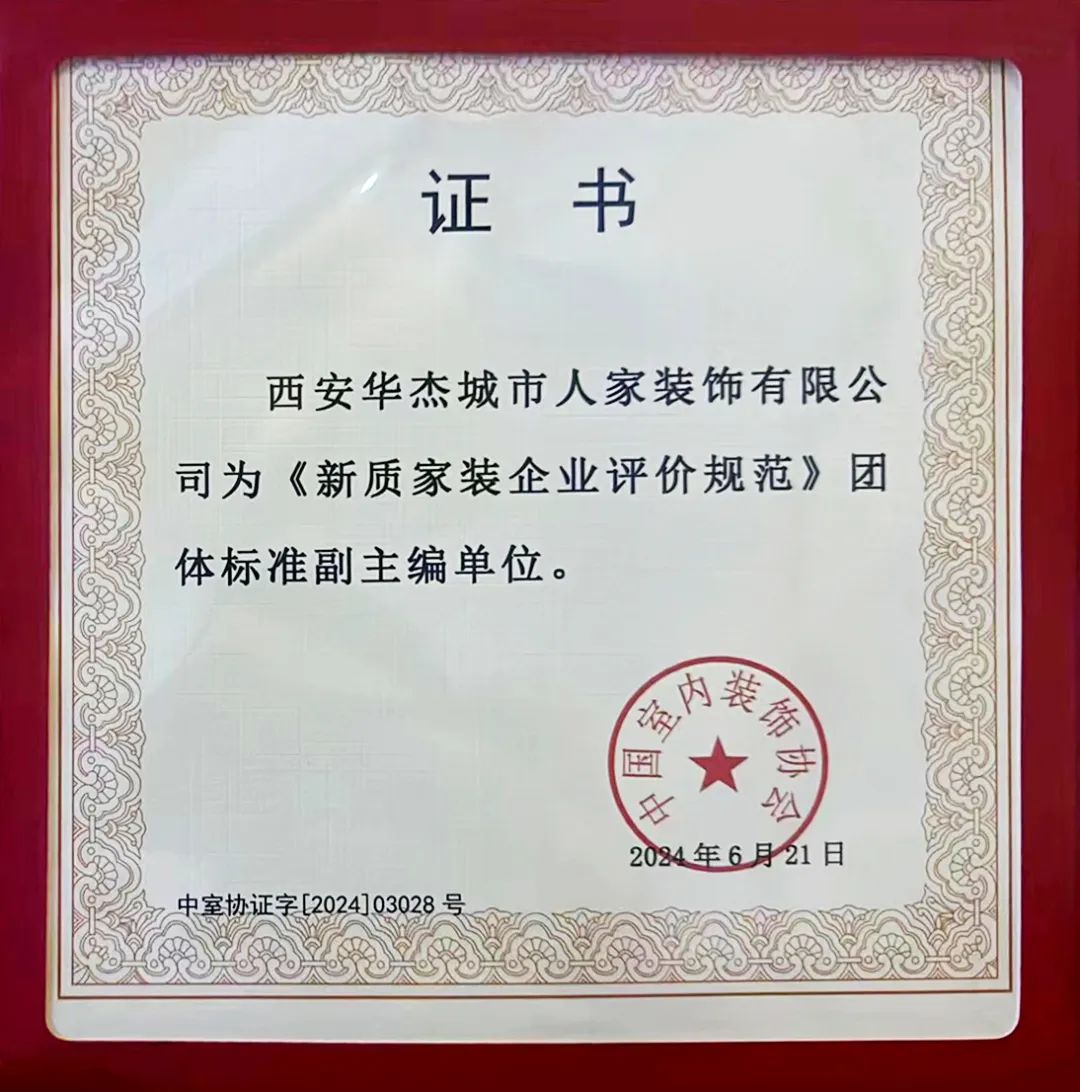 证 书
西安华杰城市人家装饰有限公
司为《新质家装企业评价规范》团
体标准副主编单位。
中国室内装饰协会
2024年6月21日
中室协证字[2024]03028号